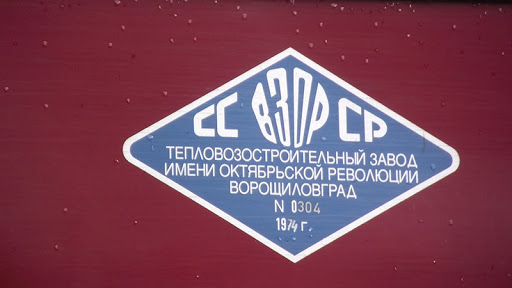 СС ВЗОР СР
ТЕПЛОВОЗОСТРОИТЕЛЬНЫЙ ЗАВОД
ИМЕНИ ОКТЯБРЬСКОЙ РЕВОЛЮЦИИ
ВОРОШИЛОВГРАД
N 0304
1974 г.